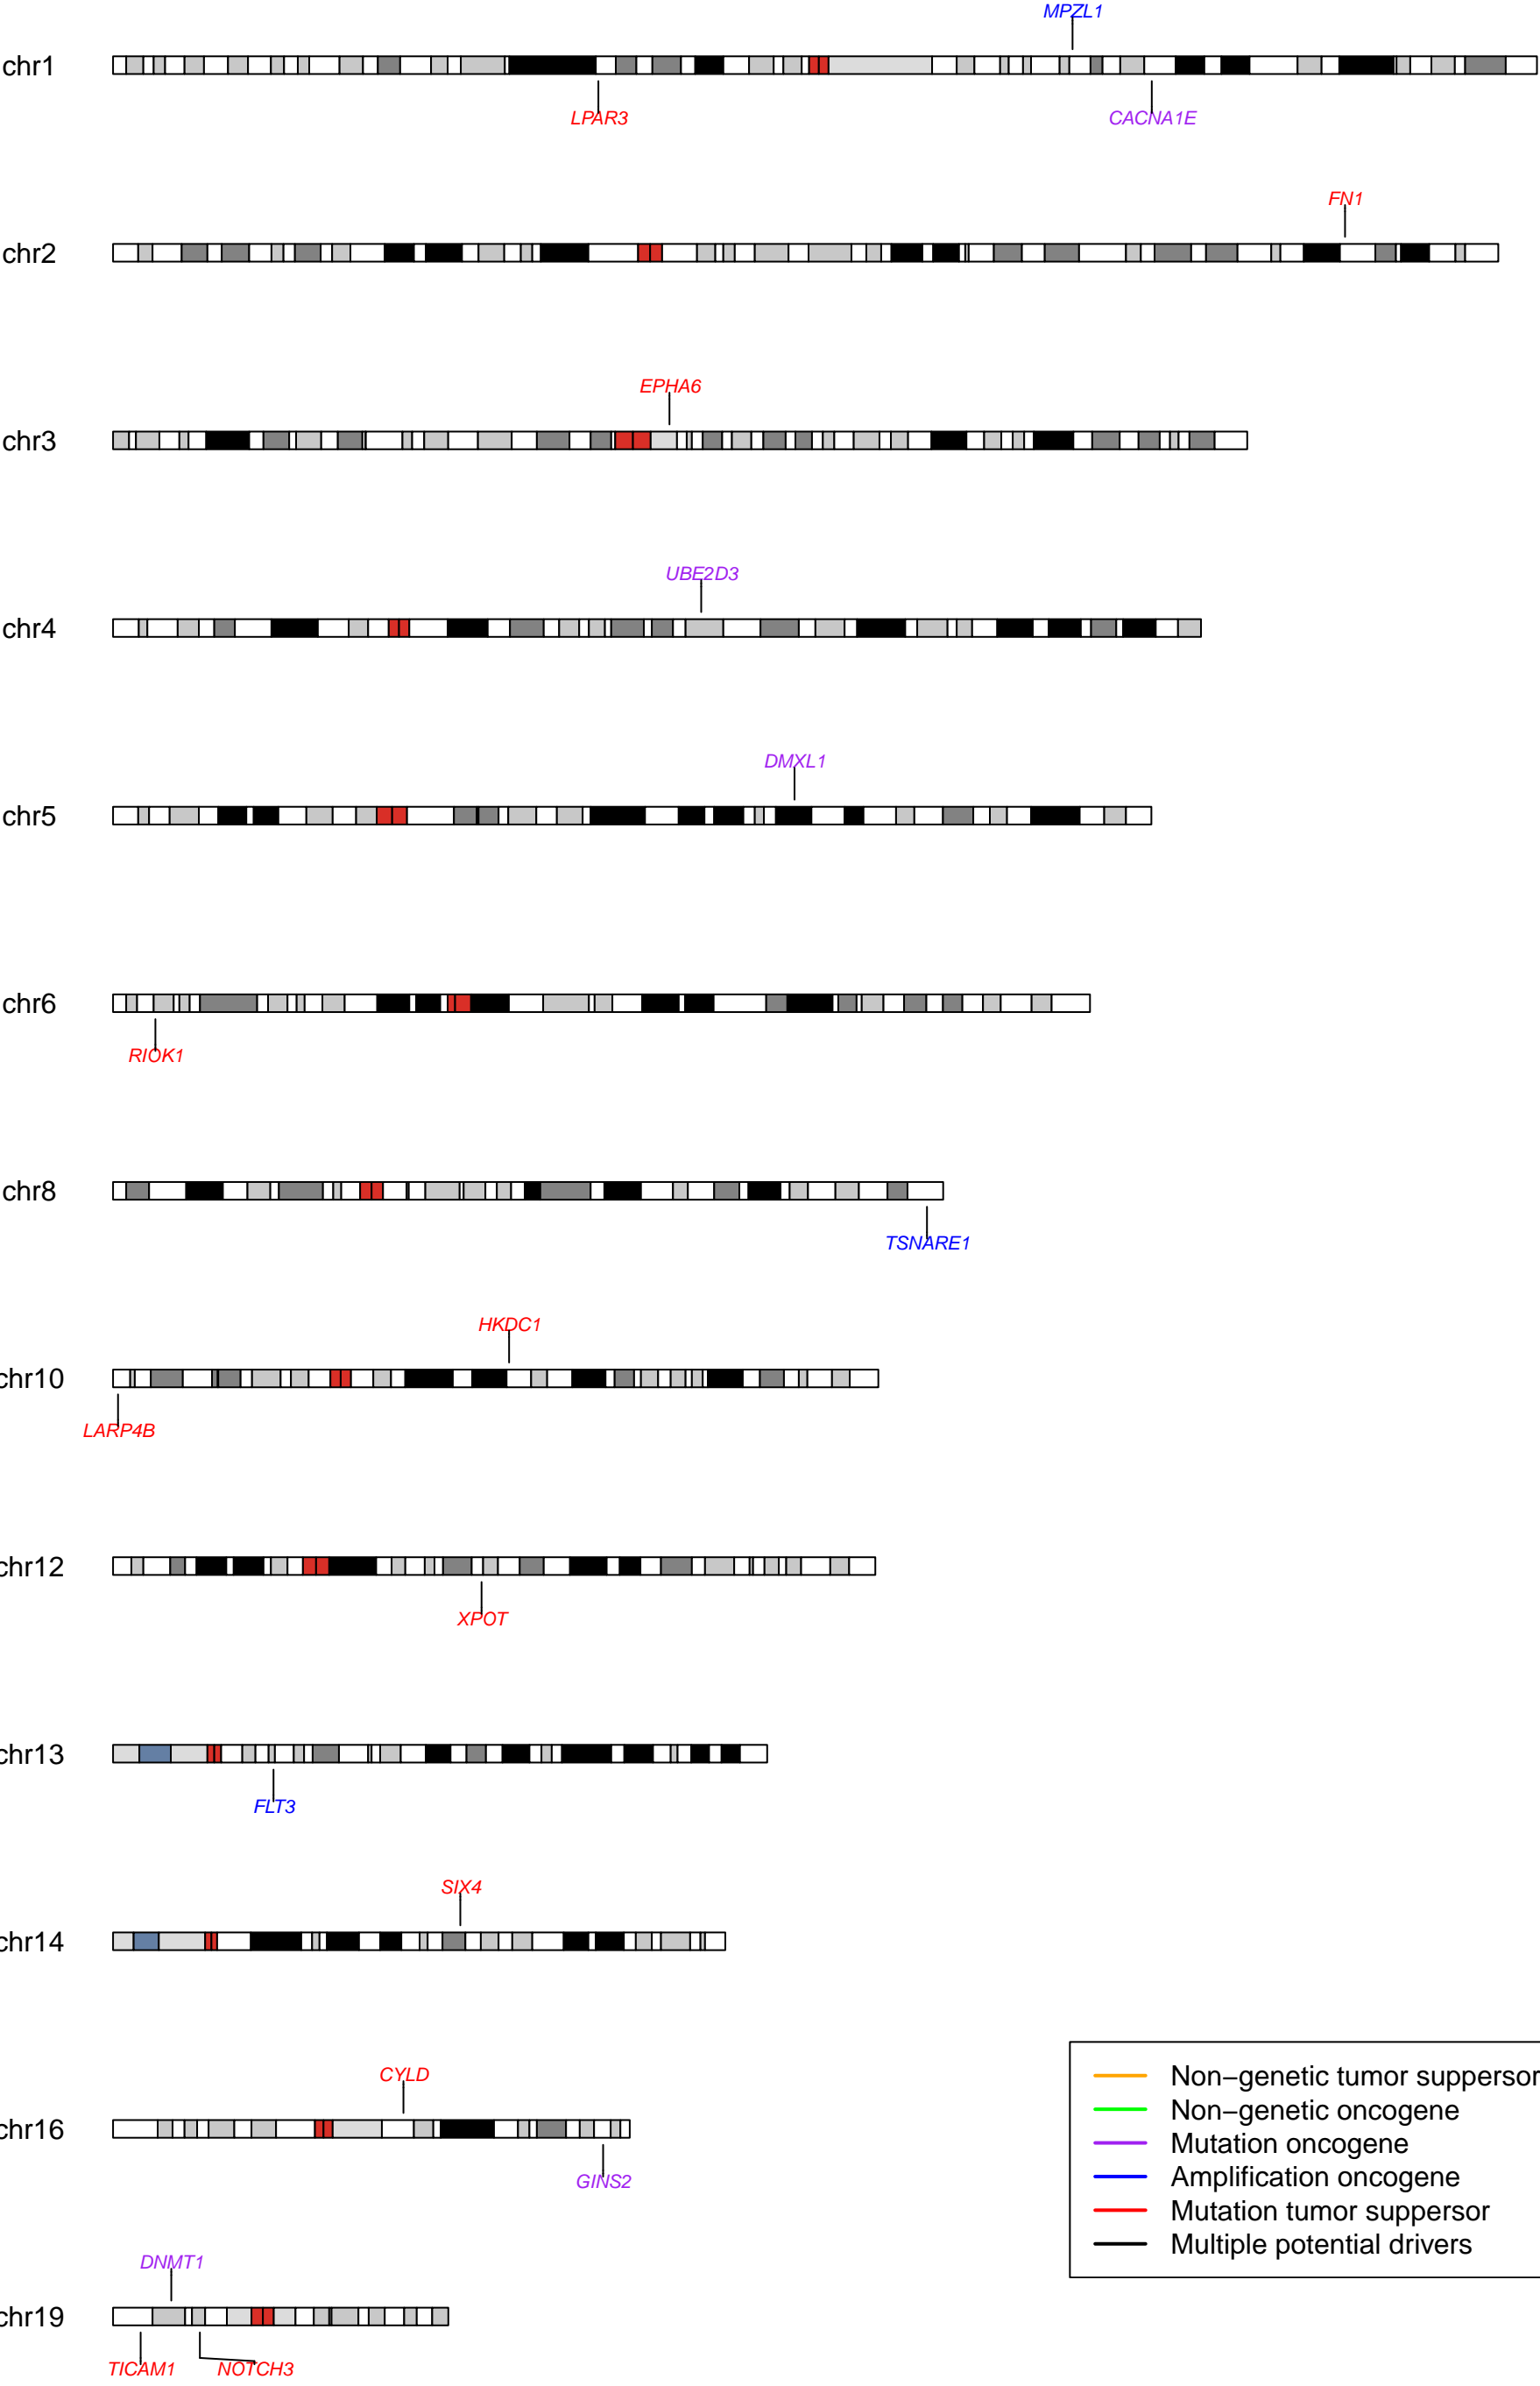 MPZL1
chr1
LPAR3
CACNA1E
FN1
chr2
EPHA6
chr3
UBE2D3
chr4
DMXL1
chr5
chr6
RIOK1
chr8
TSNARE1
HKDC1
chr10
LARP4B
chr12
XPOT
chr13
FLT3
SIX4
chr14
CYLD
chr16
GINS2
Non−genetic tumor suppersor
Non−genetic oncogene
Mutation oncogene
Amplification oncogene
Mutation tumor suppersor
Multiple potential drivers
DNMT1
chr19
TICAM1
NOTCH3